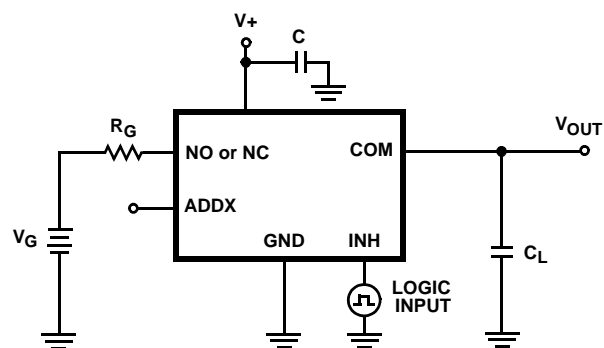 V+
C
RG
NO or NC
COM
VOUT
ADDX
VG
GND
INH
LOGIC
INPUT
CL